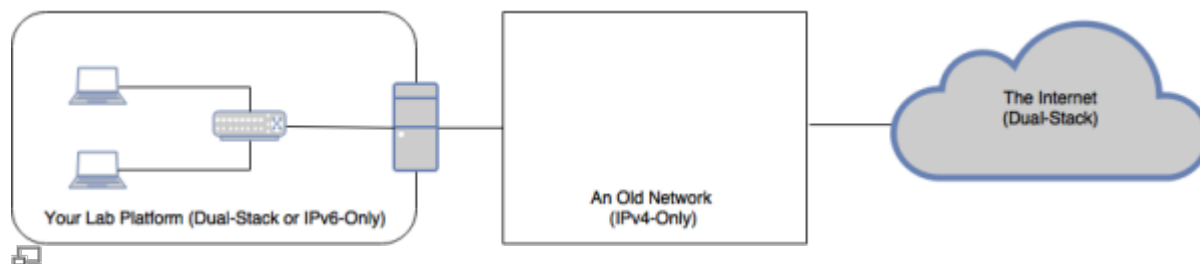 Your Lab Platform (Dual-Stack or IPv6-Only)
An Old Network
(IPv4-Only)
The Internet
(Dual-Stack)